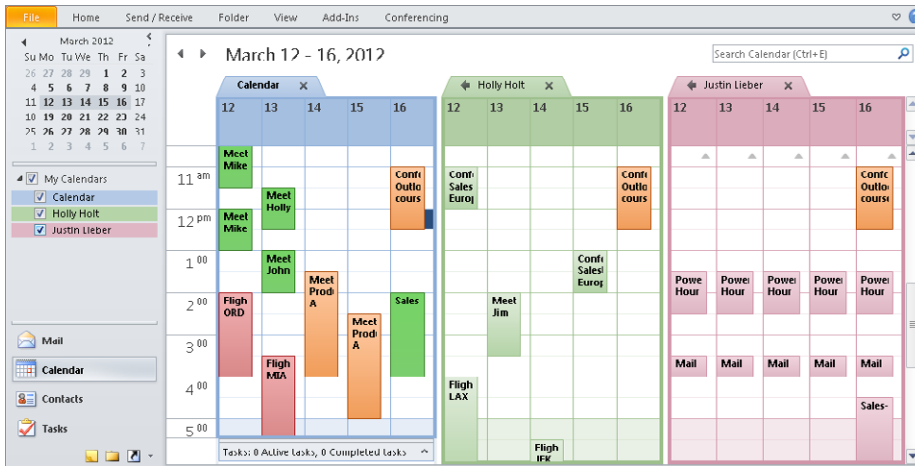 File Home Send / Receive Folder View Add-Ins Conferencing
March 2012
Su Mo Tu We Th Fr Sa
26 27 28 29 1 2 3
4 5 6 7 8 9 10
11 12 13 14 15 16 17
18 19 20 21 22 23 24
25 26 27 28 29 30 31
1 2 3 4 5 6 7
My Calendars
Calendar
Holly Holt
Justin Lieber
Mail
Calendar
Contacts
Tasks
March 12 - 16, 2012
Search Calendar (Ctrl+E)
Calendar
Holly Holt
Justin Lieber
12 13 14 15 16
12 13 14 15 16
12 13 14 15 16
11 am
12 pm
1 00
2 00
3 00
4 00
5 00
Meet
Mike
Meet
Mike
Fligh
ORD
Meet
Holly
Meet
John
Fligh
MIA
Meet
Prod
A
Meet
Prod
A
Confe
Outlo
cours
Sales
Tasks: 0 Active tasks, 0 Completed tasks
Confe
Sales
Europ
Fligh
LAX
Meet
Jim
Fligh
JFK
Confe
Sales
Europ
Confe
Outlo
cours
Power
Hour
Power
Hour
Power
Hour
Power
Hour
Power
Hour
Mail
Mail
Mail
Mail
Mail
Confe
Outlo
cours
Sales-